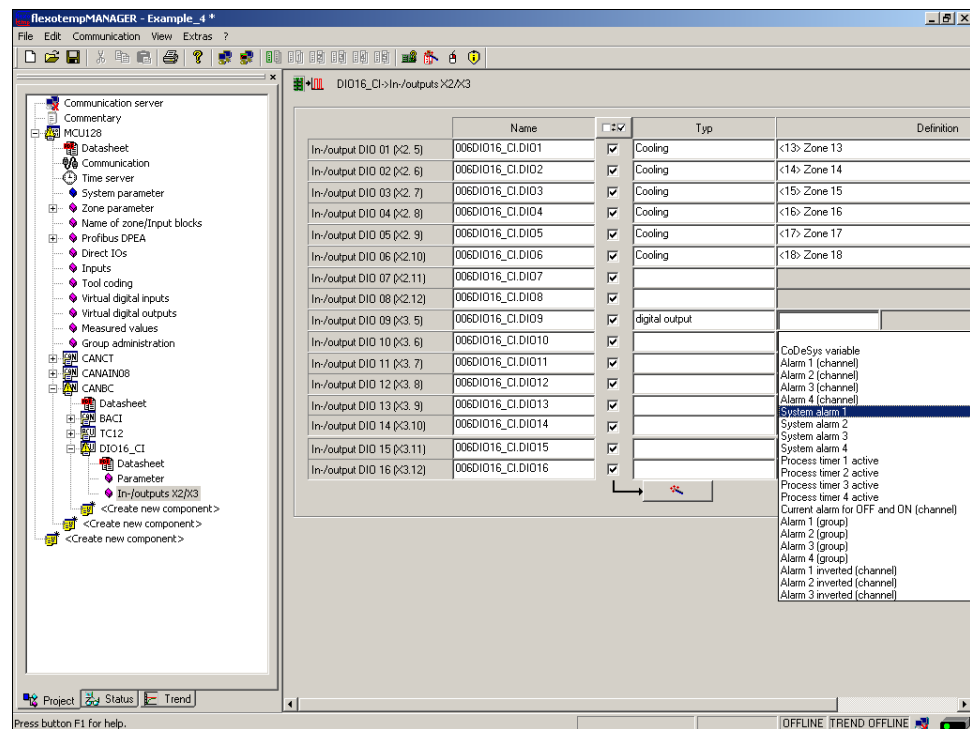 flexotempMANAGER - Example_4 *
File Edit Communication View Extras ?
DIO16_CI->In-/outputs X2/X3
Communication server
Commentary
MCU128
Datasheet
Communication
Time server
System parameter
Zone parameter
Name of zone/Input blocks
Profibus DPEA
Direct IOs
Inputs
Tool coding
Virtual digital inputs
Virtual digital outputs
Measured values
Group administration
CANCT
CANAIN08
CANBC
Datasheet
BACI
TC12
DIO16_CI
Datasheet
Parameter
In-/outputs X2/X3
<Create new component>
<Create new component>
<Create new component>
Name Typ Definition
In-/output DIO 01 (X2. 5) 006DIO16_CI.DIO1 Cooling <13> Zone 13
In-/output DIO 02 (X2. 6) 006DIO16_CI.DIO2 Cooling <14> Zone 14
In-/output DIO 03 (X2. 7) 006DIO16_CI.DIO3 Cooling <15> Zone 15
In-/output DIO 04 (X2. 8) 006DIO16_CI.DIO4 Cooling <16> Zone 16
In-/output DIO 05 (X2. 9) 006DIO16_CI.DIO5 Cooling <17> Zone 17
In-/output DIO 06 (X2.10) 006DIO16_CI.DIO6 Cooling <18> Zone 18
In-/output DIO 07 (X2.11) 006DIO16_CI.DIO7
In-/output DIO 08 (X2.12) 006DIO16_CI.DIO8
In-/output DIO 09 (X3. 5) 006DIO16_CI.DIO9 digital output
In-/output DIO 10 (X3. 6) 006DIO16_CI.DIO10
In-/output DIO 11 (X3. 7) 006DIO16_CI.DIO11
In-/output DIO 12 (X3. 8) 006DIO16_CI.DIO12
In-/output DIO 13 (X3. 9) 006DIO16_CI.DIO13
In-/output DIO 14 (X3.10) 006DIO16_CI.DIO14
In-/output DIO 15 (X3.11) 006DIO16_CI.DIO15
In-/output DIO 16 (X3.12) 006DIO16_CI.DIO16
CoDeSys variable
Alarm 1 (channel)
Alarm 2 (channel)
Alarm 3 (channel)
Alarm 4 (channel)
System alarm 1
System alarm 2
System alarm 3
System alarm 4
Process timer 1 active
Process timer 2 active
Process timer 3 active
Process timer 4 active
Current alarm for OFF and ON (channel)
Alarm 1 (group)
Alarm 2 (group)
Alarm 3 (group)
Alarm 4 (group)
Alarm 1 inverted (channel)
Alarm 2 inverted (channel)
Alarm 3 inverted (channel)
Project Status Trend
Press button F1 for help. OFFLINE TREND OFFLINE